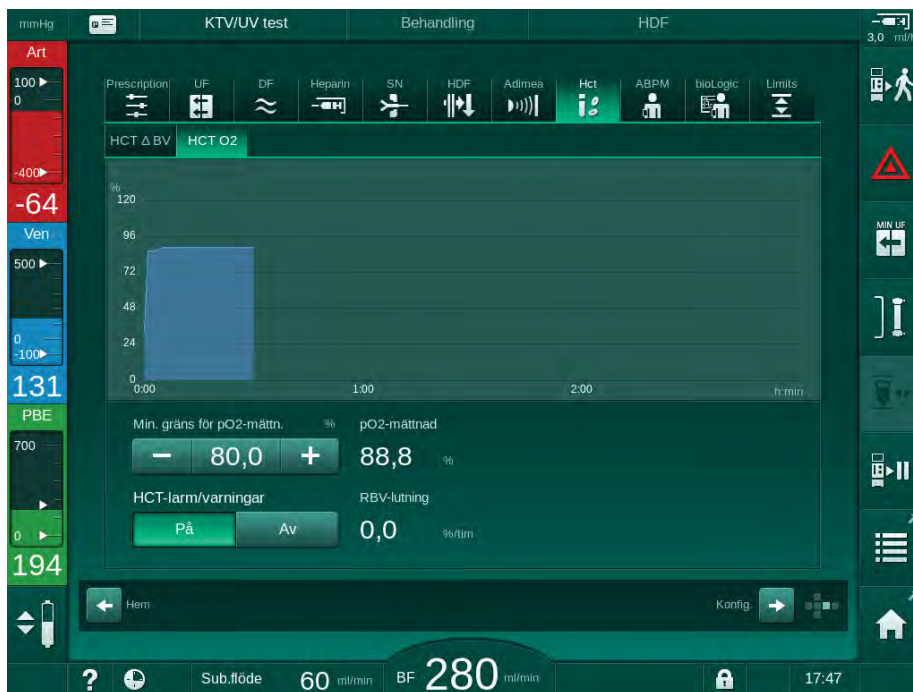 mmHg
KTV/UV test
Behandling
HDF
3,0 ml/h
Art
100
0
-400
-64
Ven
500
0
-100
131
PBE
700
0
194
Prescription
UF
DF
Heparin
SN
HDF
Adimea
Hct
ABPM
bioLogic
Limits
HCT Δ BV
HCT O2
%
120
96
72
48
24
0
0:00
1:00
2:00
h:min
Min. gräns för pO2-mättn. %
80,0
pO2-mättnad
88,8 %
HCT-larm/varningar
På
Av
RBV-lutning
0,0 %/tim
Hem
Konfig.
MIN UF
? Sub.flöde 60 ml/min BF 280 ml/min 17:47